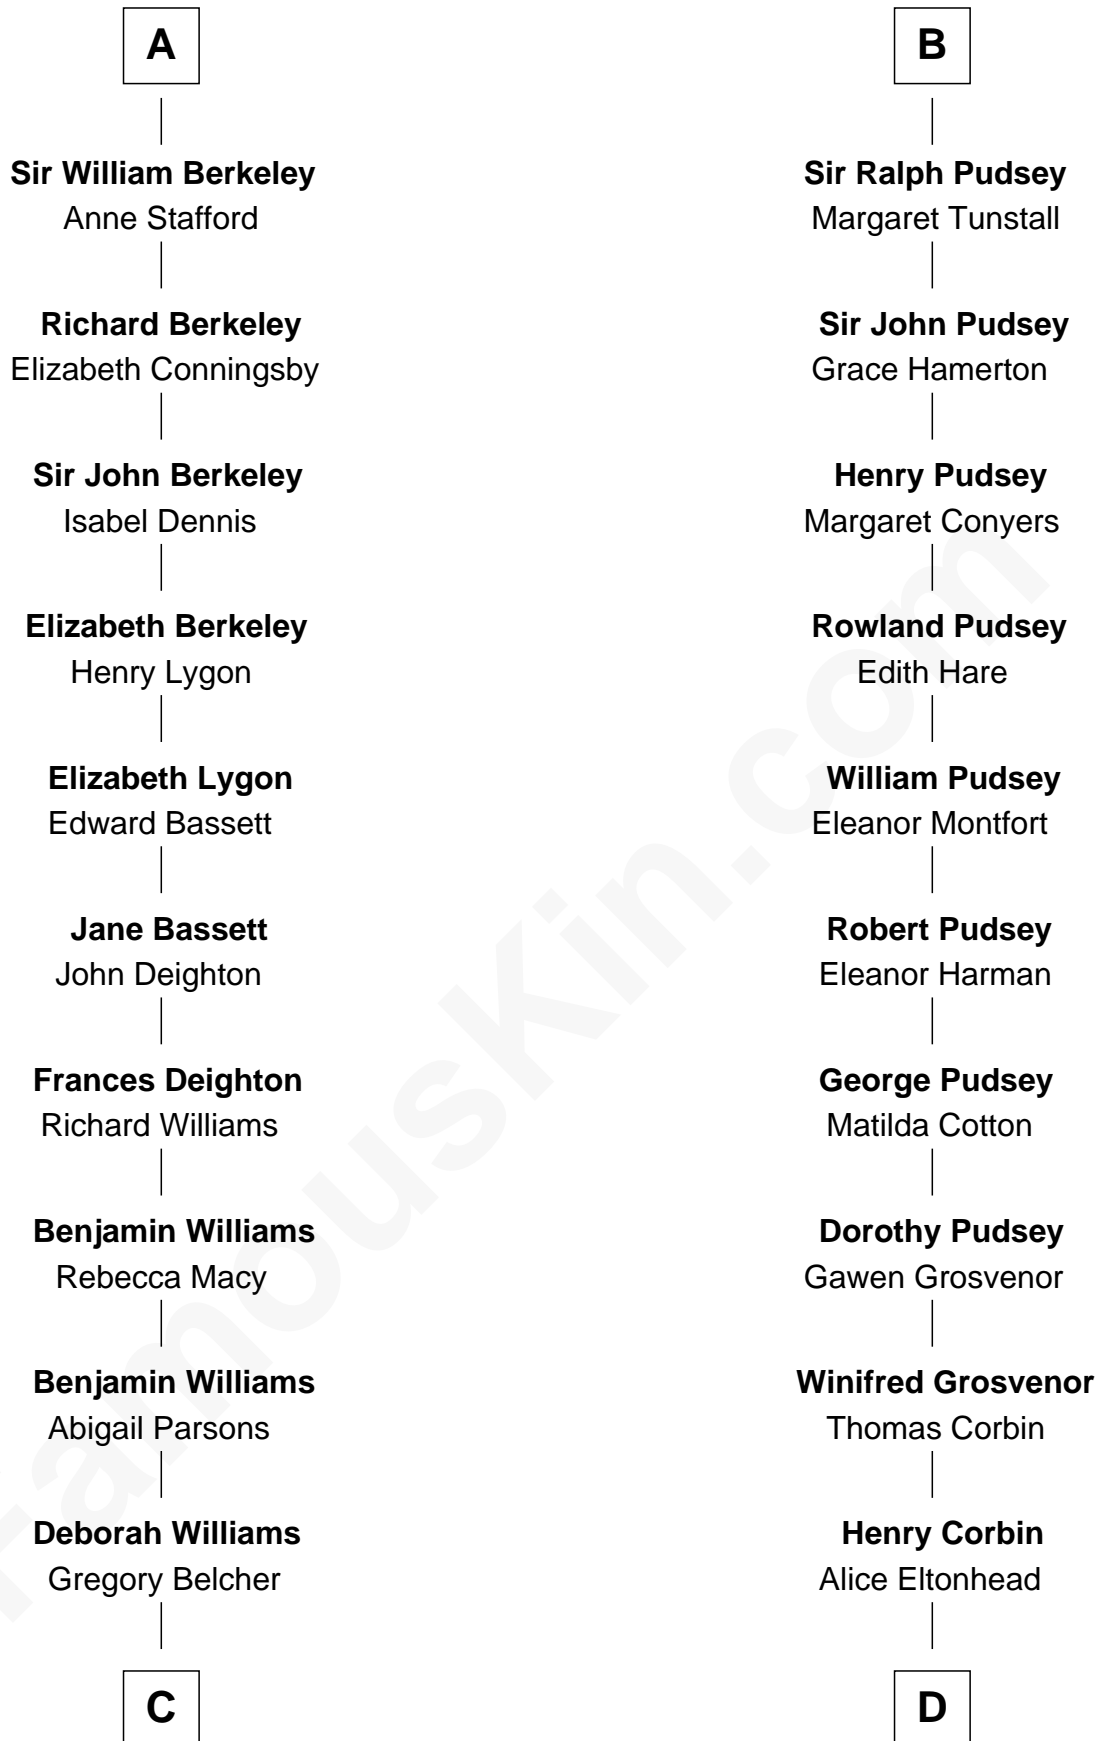 A
Sir William Berkeley
Anne Stafford
Richard Berkeley
Elizabeth Conningsby
Sir John Berkeley
Isabel Dennis
Elizabeth Berkeley
Henry Lygon
Elizabeth Lygon
Edward Bassett
Jane Bassett
John Deighton
Frances Deighton
Richard Williams
Benjamin Williams
Rebecca Macy
Benjamin Williams
Abigail Parsons
Deborah Williams
Gregory Belcher
C
B
Sir Ralph Pudsey
Margaret Tunstall
Sir John Pudsey
Grace Hamerton
Henry Pudsey
Margaret Conyers
Rowland Pudsey
Edith Hare
William Pudsey
Eleanor Montfort
Robert Pudsey
Eleanor Harman
George Pudsey
Matilda Cotton
Dorothy Pudsey
Gawen Grosvenor
Winifred Grosvenor
Thomas Corbin
Henry Corbin
Alice Eltonhead
D
FamousKin.com